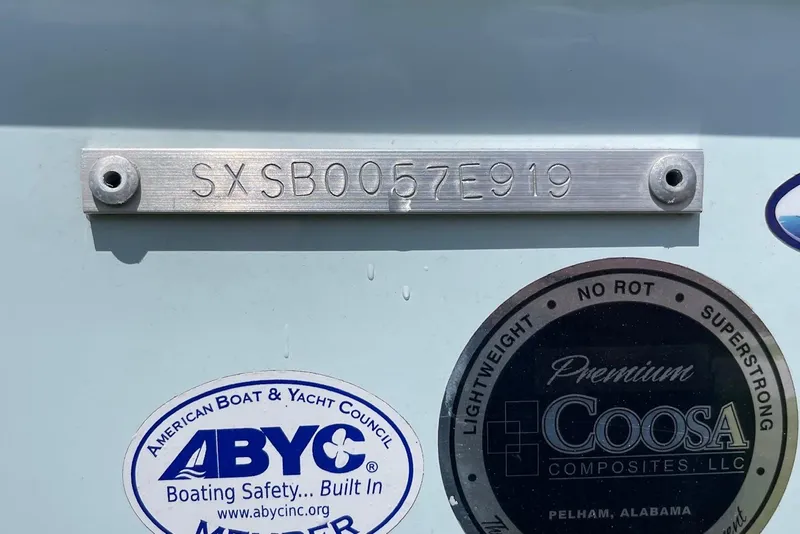 SXSB0057E919
LIGHTWEIGHT • NO ROT • SUPERSTRONG
Premium
COOSA
COMPOSITES, LLC
PELHAM, ALABAMA
AMERICAN BOAT & YACHT COUNCIL
ABYC®
Boating Safety... Built In
www.abycinc.org
MEMBER